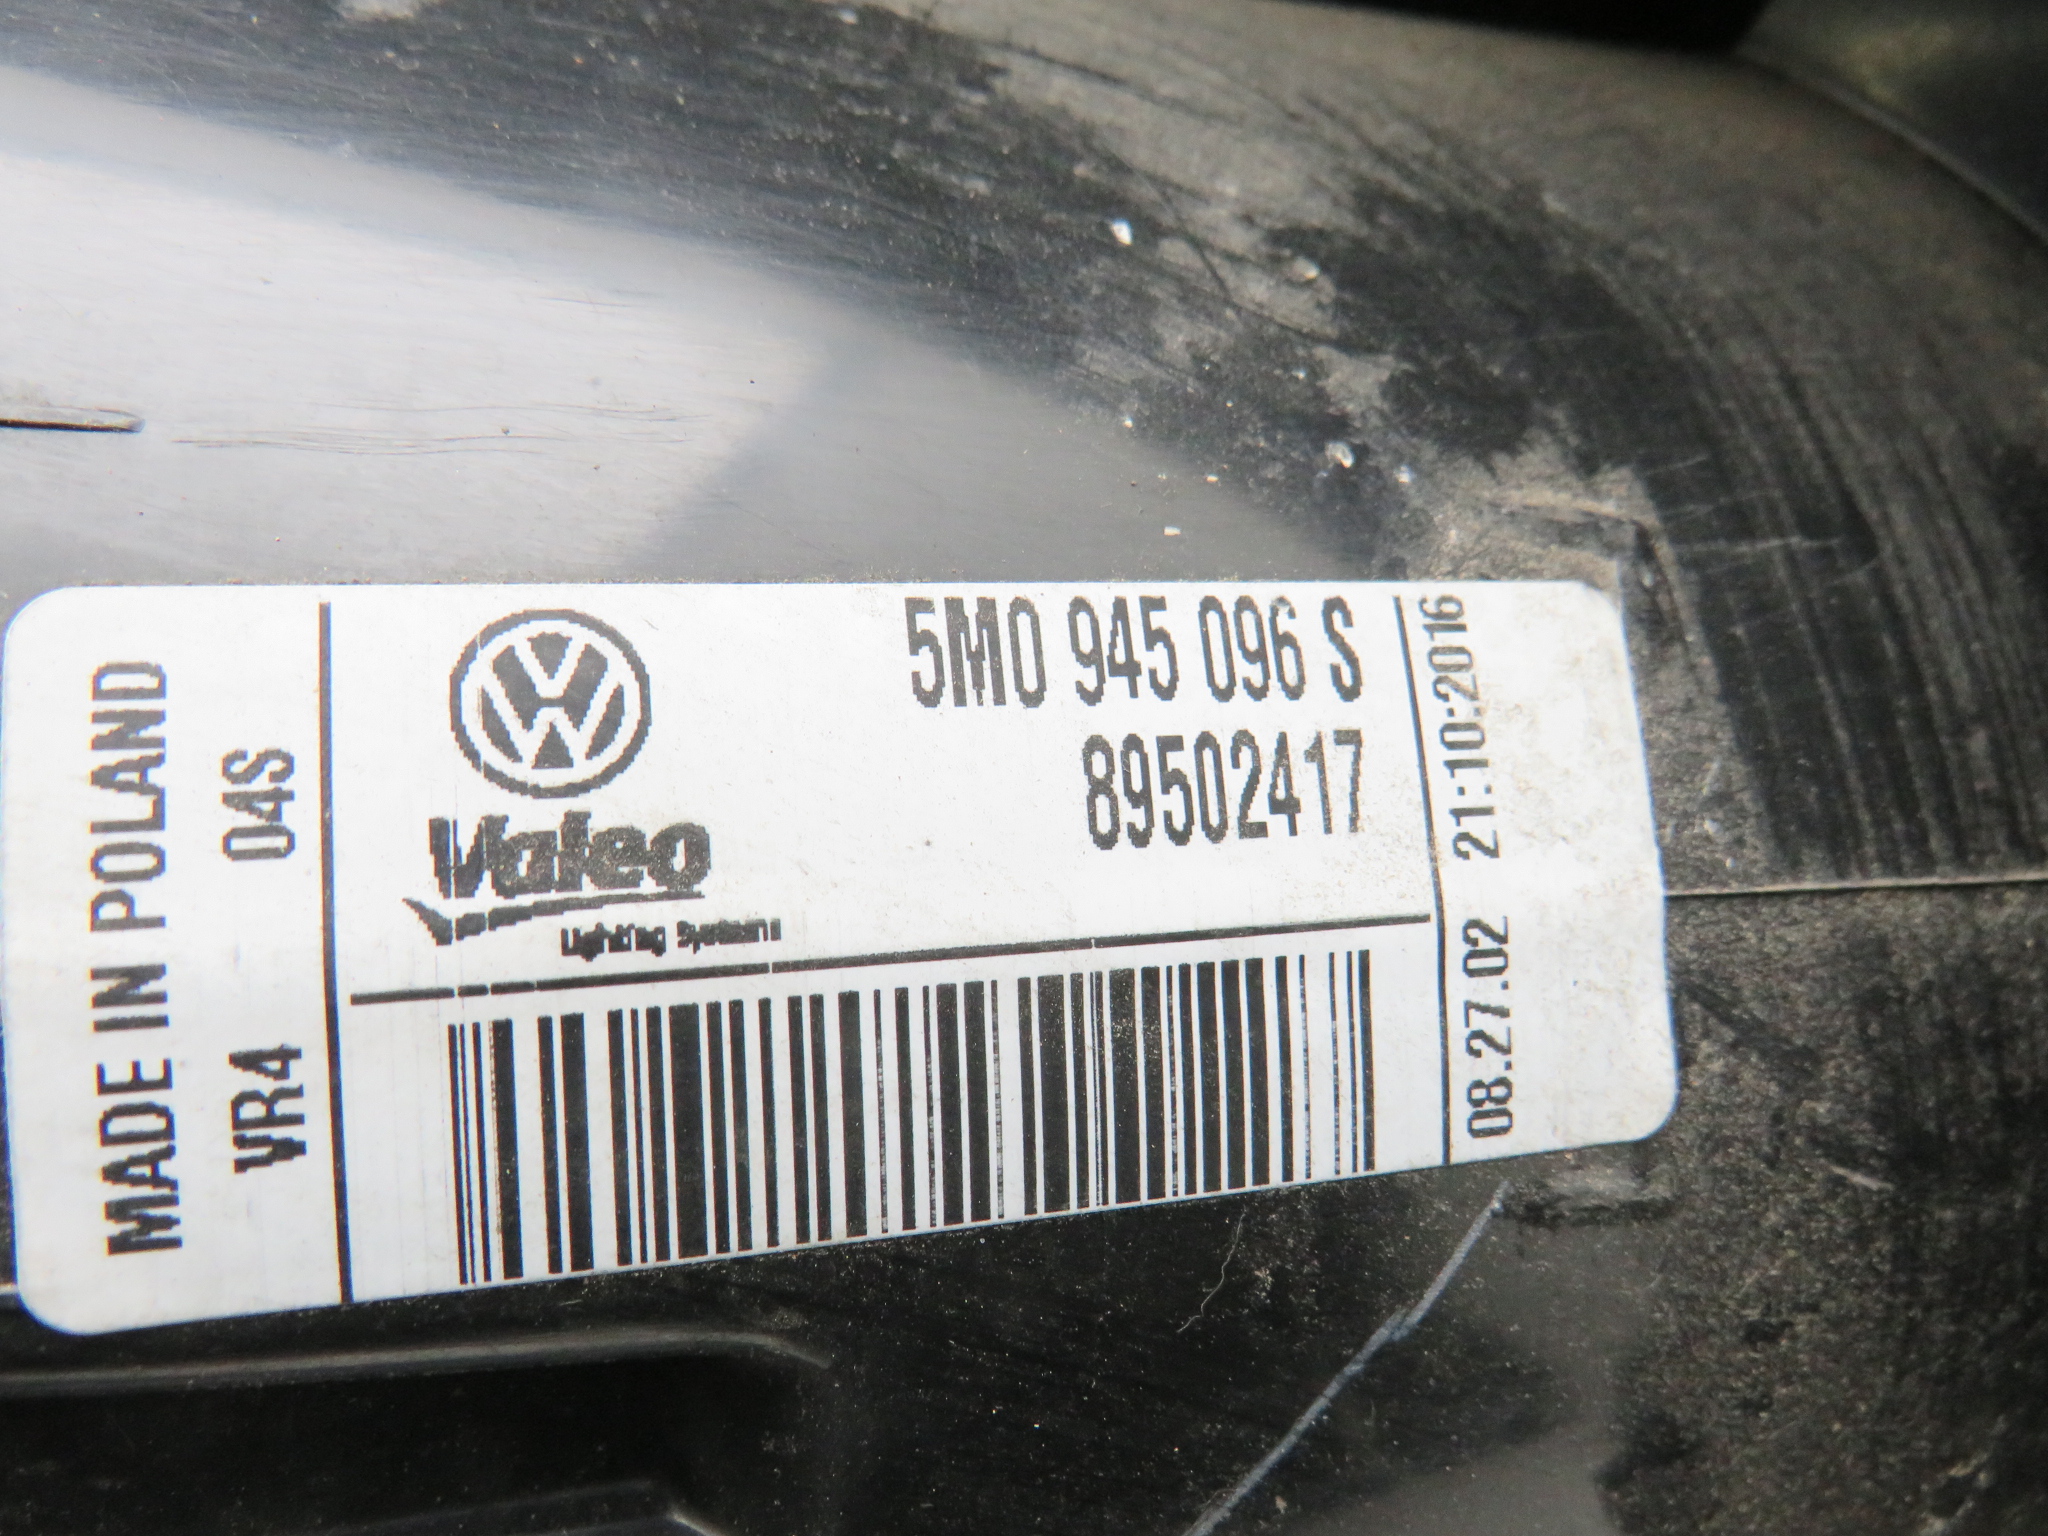 MADE IN POLAND
VR4 04S
Valeo
Lighting Systems
5M0 945 096 S
89502417
08.27.02 21:10:2016